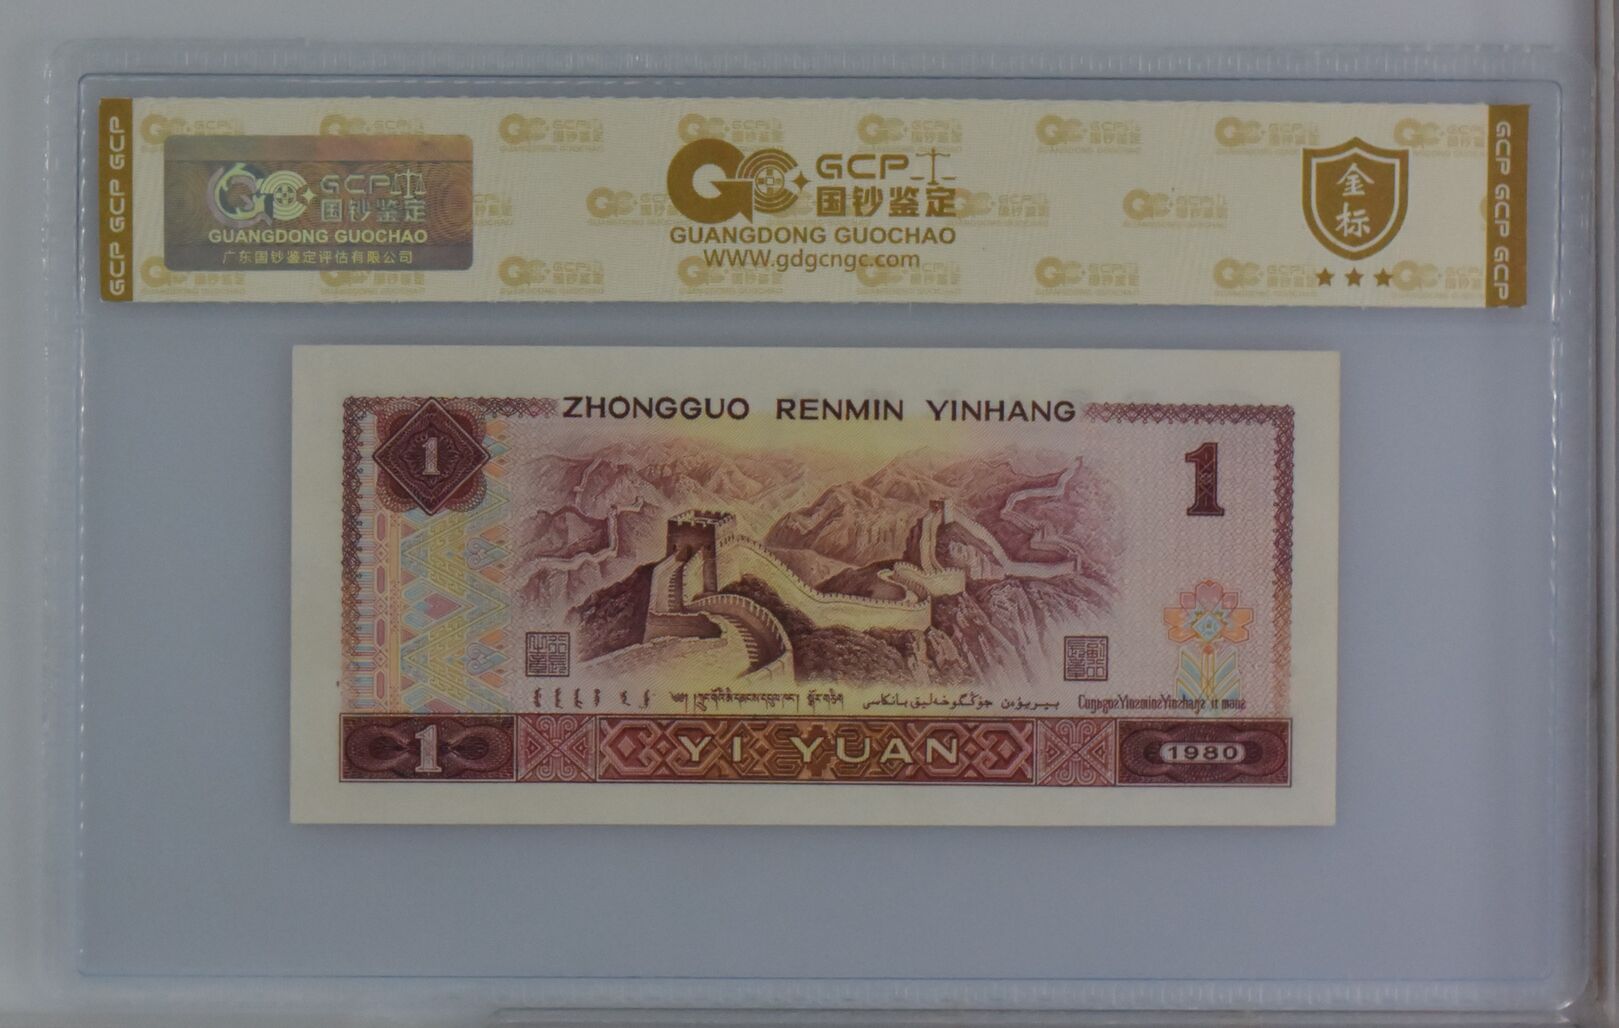 GCP GCP GCP
GCP
国钞鉴定
GUANGDONG GUOCHAO
广东国钞鉴定评估有限公司
GCP
国钞鉴定
GUANGDONG GUOCHAO
WWW.gdgcngc.com
金
标
GCP GCP GCP
ZHONGGUO RENMIN YINHANG
1
1
1
YI YUAN
1980